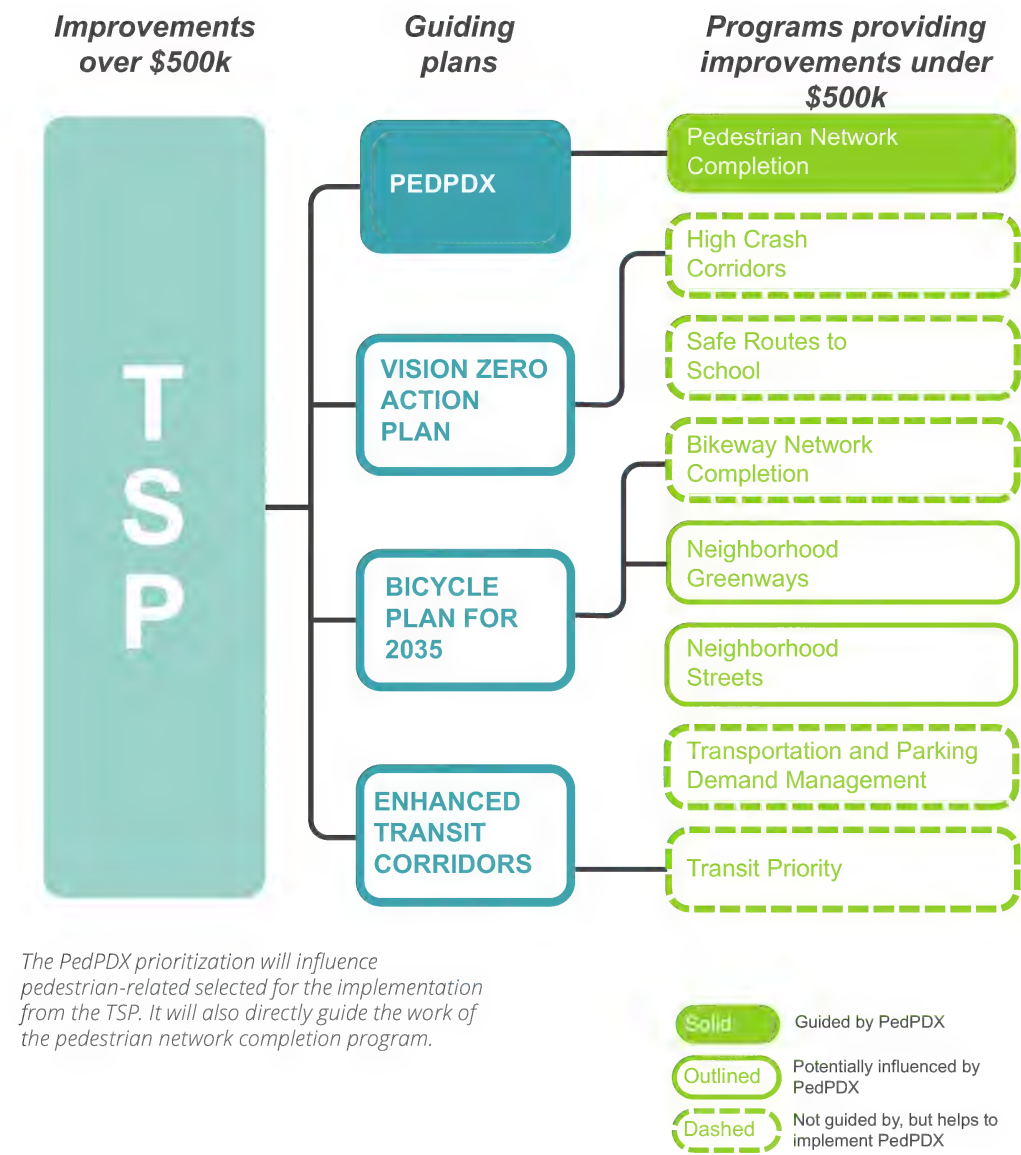 Improvements
over $500k
Guiding
plans
Programs providing
improvements under
$500k
T
S
P
PEDPDX
VISION ZERO
ACTION
PLAN
BICYCLE
PLAN FOR
2035
ENHANCED
TRANSIT
CORRIDORS
Pedestrian Network
Completion
High Crash
Corridors
Safe Routes to
School
Bikeway Network
Completion
Neighborhood
Greenways
Neighborhood
Streets
Transportation and Parking
Demand Management
Transit Priority
The PedPDX prioritization will influence
pedestrian-related selected for the implementation
from the TSP. It will also directly guide the work of
the pedestrian network completion program.
Solid
Guided by PedPDX
Outlined
Potentially influenced by
PedPDX
Dashed
Not guided by, but helps to
implement PedPDX